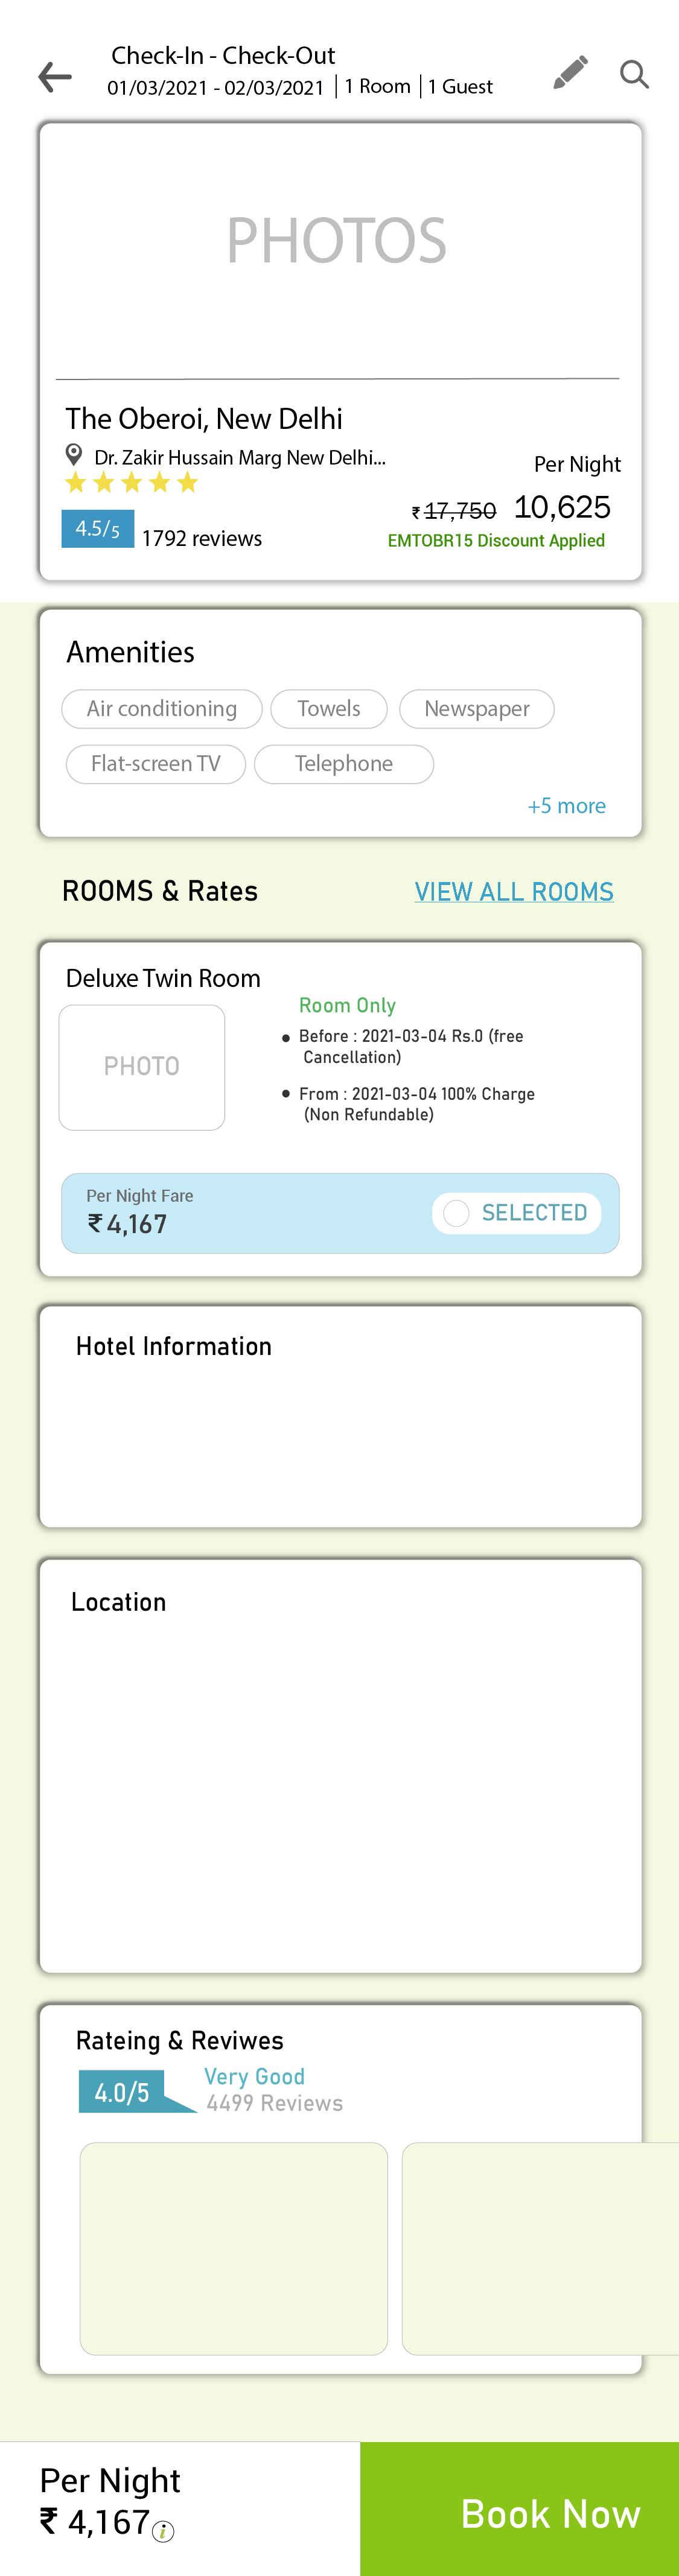 Check-In - Check-Out
01/03/2021 - 02/03/2021 | 1 Room | 1 Guest
PHOTOS
The Oberoi, New Delhi
Dr. Zakir Hussain Marg New Delhi...
Per Night
₹ 17,750 10,625
4.5/5 1792 reviews
EMTOBR15 Discount Applied
Amenities
Air conditioning Towels Newspaper
Flat-screen TV Telephone
+5 more
ROOMS & Rates VIEW ALL ROOMS
Deluxe Twin Room
PHOTO
Room Only
● Before : 2021-03-04 Rs.0 (free
Cancellation)
● From : 2021-03-04 100% Charge
(Non Refundable)
Per Night Fare
₹ 4,167
SELECTED
Hotel Information
Location
Rateing & Reviwes
4.0/5
Very Good
4499 Reviews
Per Night
₹ 4,167 i
Book Now